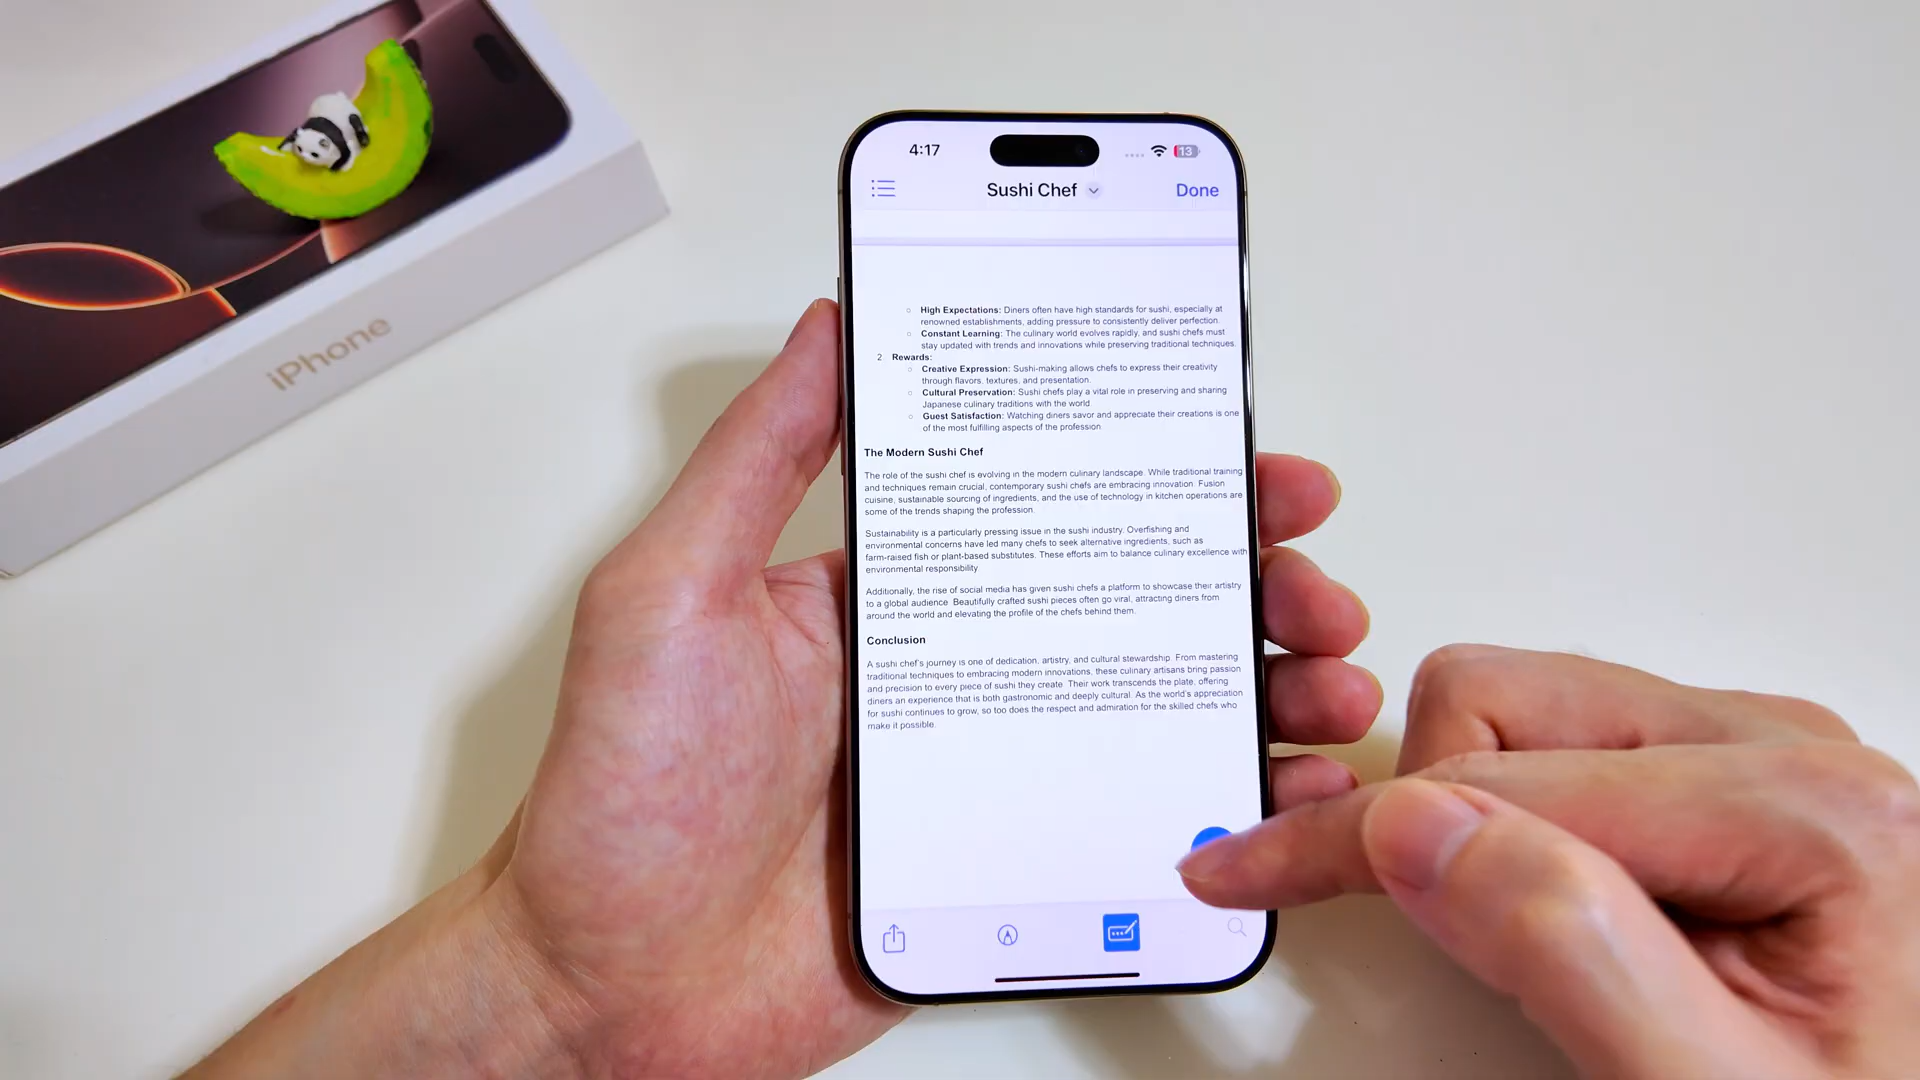 iPhone
4:17
13
Sushi Chef
Done
High Expectations: Diners often have high standards for sushi, especially at
renowned establishments, adding pressure to consistently deliver perfection.
Constant Learning: The culinary world evolves rapidly, and sushi chefs must
stay updated with trends and innovations while preserving traditional techniques.
2 Rewards:
Creative Expression: Sushi-making allows chefs to express their creativity
through flavors, textures, and presentation.
Cultural Preservation: Sushi chefs play a vital role in preserving and sharing
Japanese culinary traditions with the world
Guest Satisfaction: Watching diners savor and appreciate their creations is one
of the most fulfilling aspects of the profession
The Modern Sushi Chef
The role of the sushi chef is evolving in the modern culinary landscape. While traditional training
and techniques remain crucial, contemporary sushi chefs are embracing innovation. Fusion
cuisine, sustainable sourcing of ingredients, and the use of technology in kitchen operations are
some of the trends shaping the profession.
Sustainability is a particularly pressing issue in the sushi industry. Overfishing and
environmental concerns have led many chefs to seek alternative ingredients, such as
farm-raised fish or plant-based substitutes. These efforts aim to balance culinary excellence with
environmental responsibility
Additionally, the rise of social media has given sushi chefs a platform to showcase their artistry
to a global audience. Beautifully crafted sushi pieces often go viral, attracting diners from
around the world and elevating the profile of the chefs behind them.
Conclusion
A sushi chef's journey is one of dedication, artistry, and cultural stewardship. From mastering
traditional techniques to embracing modern innovations, these culinary artisans bring passion
and precision to every piece of sushi they create. Their work transcends the plate, offering
diners an experience that is both gastronomic and deeply cultural. As the world's appreciation
for sushi continues to grow, so too does the respect and admiration for the skilled chefs who
make it possible.